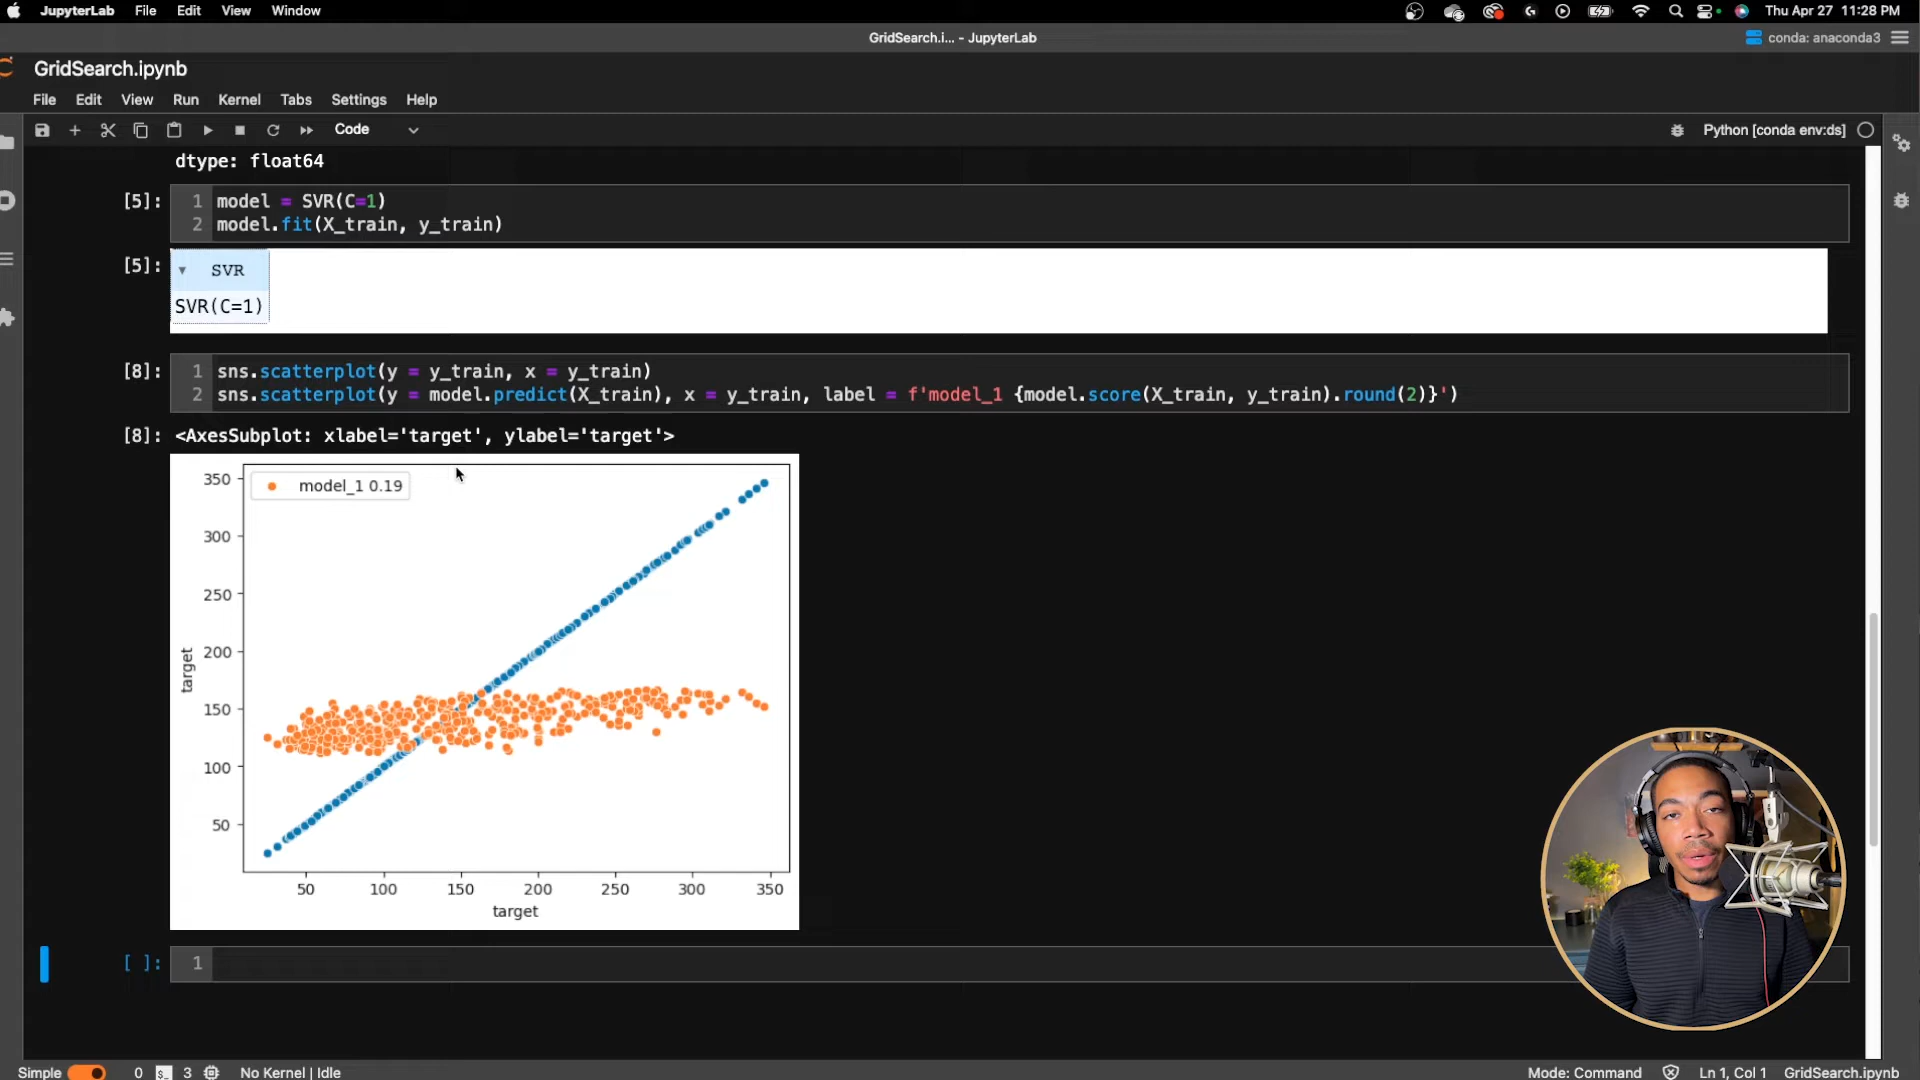 JupyterLab File Edit View Window Thu Apr 27 11:28 PM
GridSearch.i... - JupyterLab conda: anaconda3
GridSearch.ipynb
File Edit View Run Kernel Tabs Settings Help
Code Python [conda env:ds]
dtype: float64
[5]: 1 model = SVR(C=1)
2 model.fit(X_train, y_train)
[5]: ▾ SVR
SVR(C=1)
[8]: 1 sns.scatterplot(y = y_train, x = y_train)
2 sns.scatterplot(y = model.predict(X_train), x = y_train, label = f'model_1 {model.score(X_train, y_train).round(2)}')
[8]: <AxesSubplot: xlabel='target', ylabel='target'>
model_1 0.19
350
300
250
200
150
100
50
target
50 100 150 200 250 300 350
target
[ ]: 1
Simple 0 $_ 3 No Kernel | Idle Mode: Command Ln 1, Col 1 GridSearch.ipynb